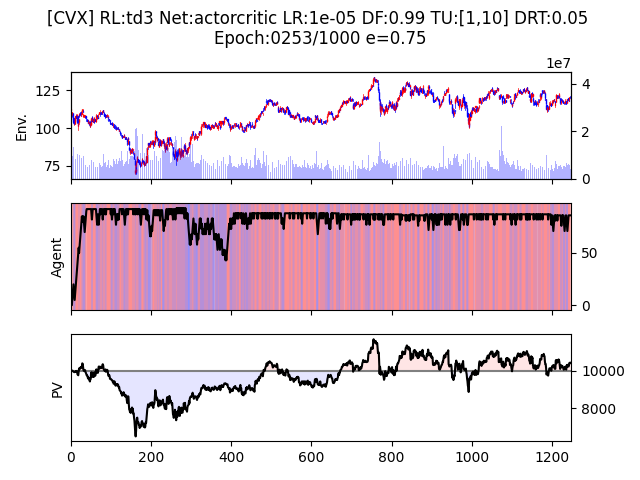 [CVX] RL:td3 Net:actorcritic LR:1e-05 DF:0.99 TU:[1,10] DRT:0.05
Epoch:0253/1000 e=0.75
1e7
125
100
75
Env.
4
2
0
Agent
50
0
PV
10000
8000
0
200
400
600
800
1000
1200